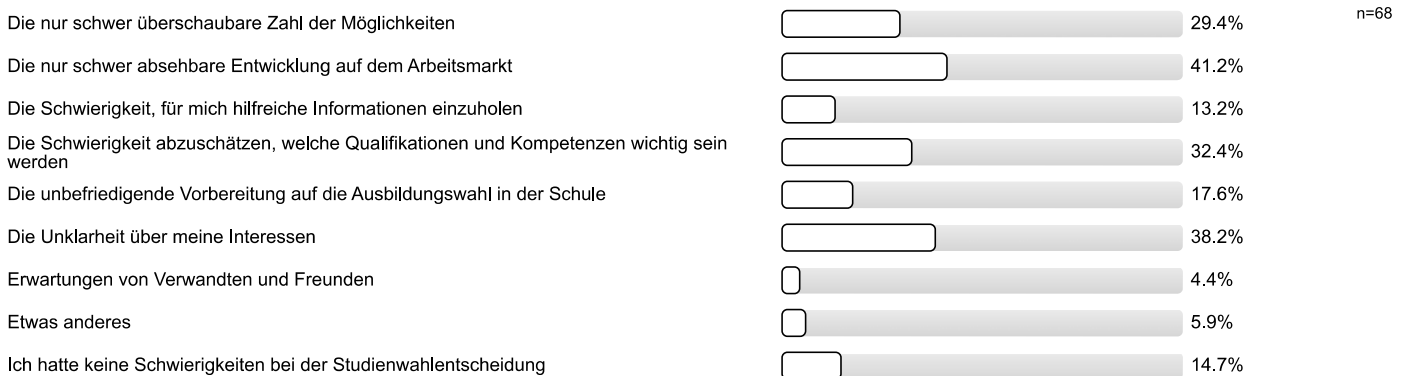 Die nur schwer überschaubare Zahl der Möglichkeiten 29.4% n=68
Die nur schwer absehbare Entwicklung auf dem Arbeitsmarkt 41.2%
Die Schwierigkeit, für mich hilfreiche Informationen einzuholen 13.2%
Die Schwierigkeit abzuschätzen, welche Qualifikationen und Kompetenzen wichtig sein
werden 32.4%
Die unbefriedigende Vorbereitung auf die Ausbildungswahl in der Schule 17.6%
Die Unklarheit über meine Interessen 38.2%
Erwartungen von Verwandten und Freunden 4.4%
Etwas anderes 5.9%
Ich hatte keine Schwierigkeiten bei der Studienwahlentscheidung 14.7%